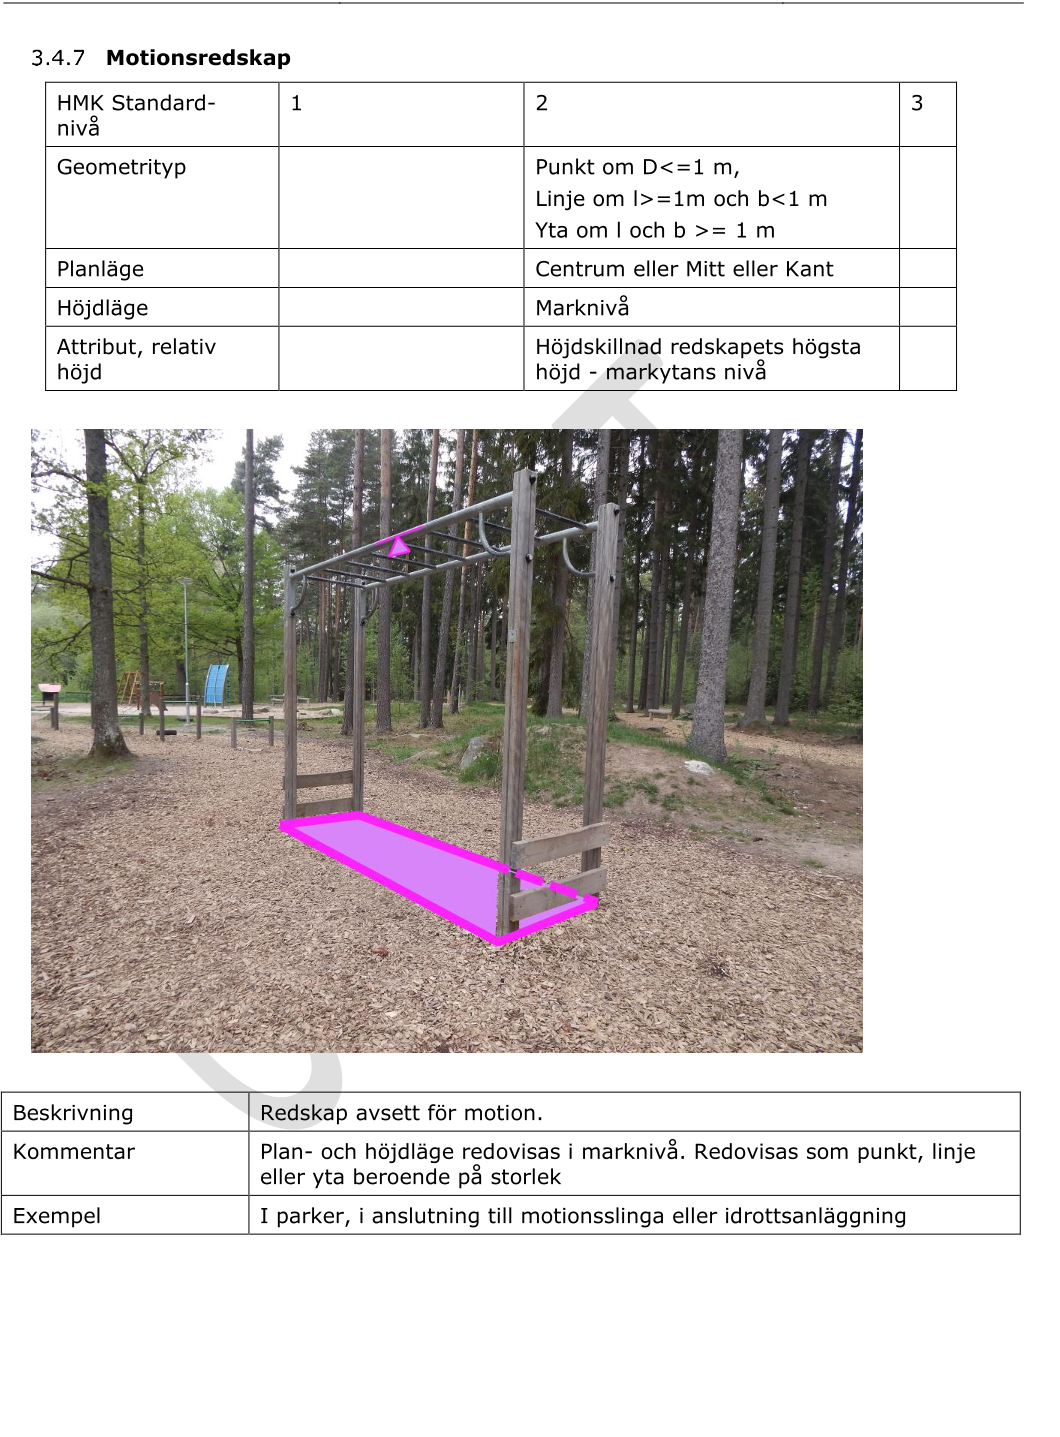 3.4.7 Motionsredskap
HMK Standard- 1 2 3
nivå
Geometrityp Punkt om D<=1 m,
Linje om l>=1m och b<1 m
Yta om l och b >= 1 m
Planläge Centrum eller Mitt eller Kant
Höjdläge Marknivå
Attribut, relativ Höjdskillnad redskapets högsta
höjd höjd - markytans nivå
Beskrivning Redskap avsett för motion.
Kommentar Plan- och höjdläge redovisas i marknivå. Redovisas som punkt, linje
eller yta beroende på storlek
Exempel I parker, i anslutning till motionsslinga eller idrottsanläggning